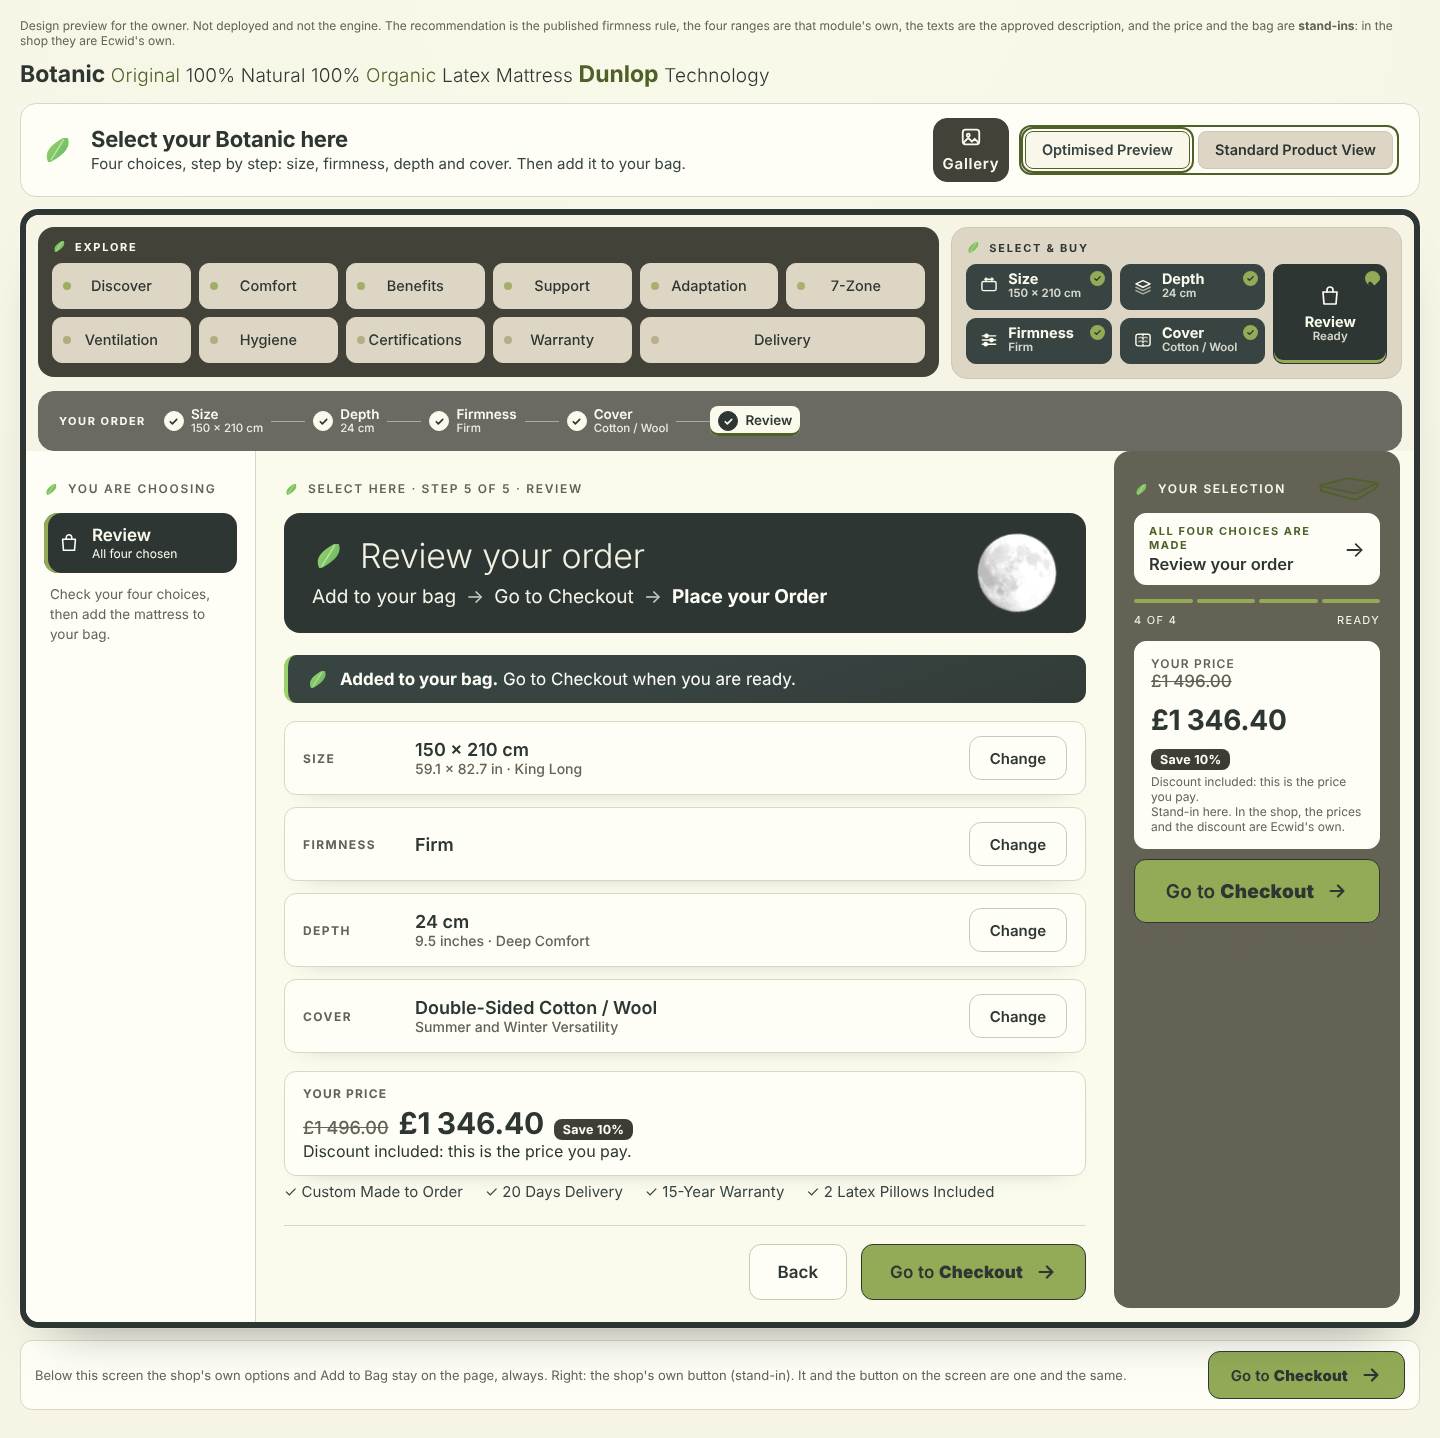 Design preview for the owner. Not deployed and not the engine. The recommendation is the published firmness rule, the four ranges are that module's own, the texts are the approved description, and the price and the bag are stand-ins: in the
shop they are Ecwid's own.
Botanic Original 100% Natural 100% Organic Latex Mattress Dunlop Technology
Select your Botanic here
Four choices, step by step: size, firmness, depth and cover. Then add it to your bag.
Gallery
Optimised Preview
Standard Product View
EXPLORE
Discover
Comfort
Benefits
Support
Adaptation
7-Zone
Ventilation
Hygiene
Certifications
Warranty
Delivery
SELECT & BUY
Size
150 × 210 cm
Depth
24 cm
Firmness
Firm
Cover
Cotton / Wool
Review
Ready
YOUR ORDER
Size
150 × 210 cm
Depth
24 cm
Firmness
Firm
Cover
Cotton / Wool
Review
YOU ARE CHOOSING
Review
All four chosen
Check your four choices,
then add the mattress to
your bag.
SELECT HERE · STEP 5 OF 5 · REVIEW
Review your order
Add to your bag → Go to Checkout → Place your Order
Added to your bag. Go to Checkout when you are ready.
SIZE
150 × 210 cm
59.1 × 82.7 in · King Long
Change
FIRMNESS
Firm
Change
DEPTH
24 cm
9.5 inches · Deep Comfort
Change
COVER
Double-Sided Cotton / Wool
Summer and Winter Versatility
Change
YOUR PRICE
£1 496.00 £1 346.40 Save 10%
Discount included: this is the price you pay.
✓ Custom Made to Order ✓ 20 Days Delivery ✓ 15-Year Warranty ✓ 2 Latex Pillows Included
Back
Go to Checkout →
YOUR SELECTION
ALL FOUR CHOICES ARE
MADE
Review your order →
4 OF 4
READY
YOUR PRICE
£1 496.00
£1 346.40
Save 10%
Discount included: this is the price
you pay.
Stand-in here. In the shop, the prices
and the discount are Ecwid's own.
Go to Checkout →
Below this screen the shop's own options and Add to Bag stay on the page, always. Right: the shop's own button (stand-in). It and the button on the screen are one and the same.
Go to Checkout →